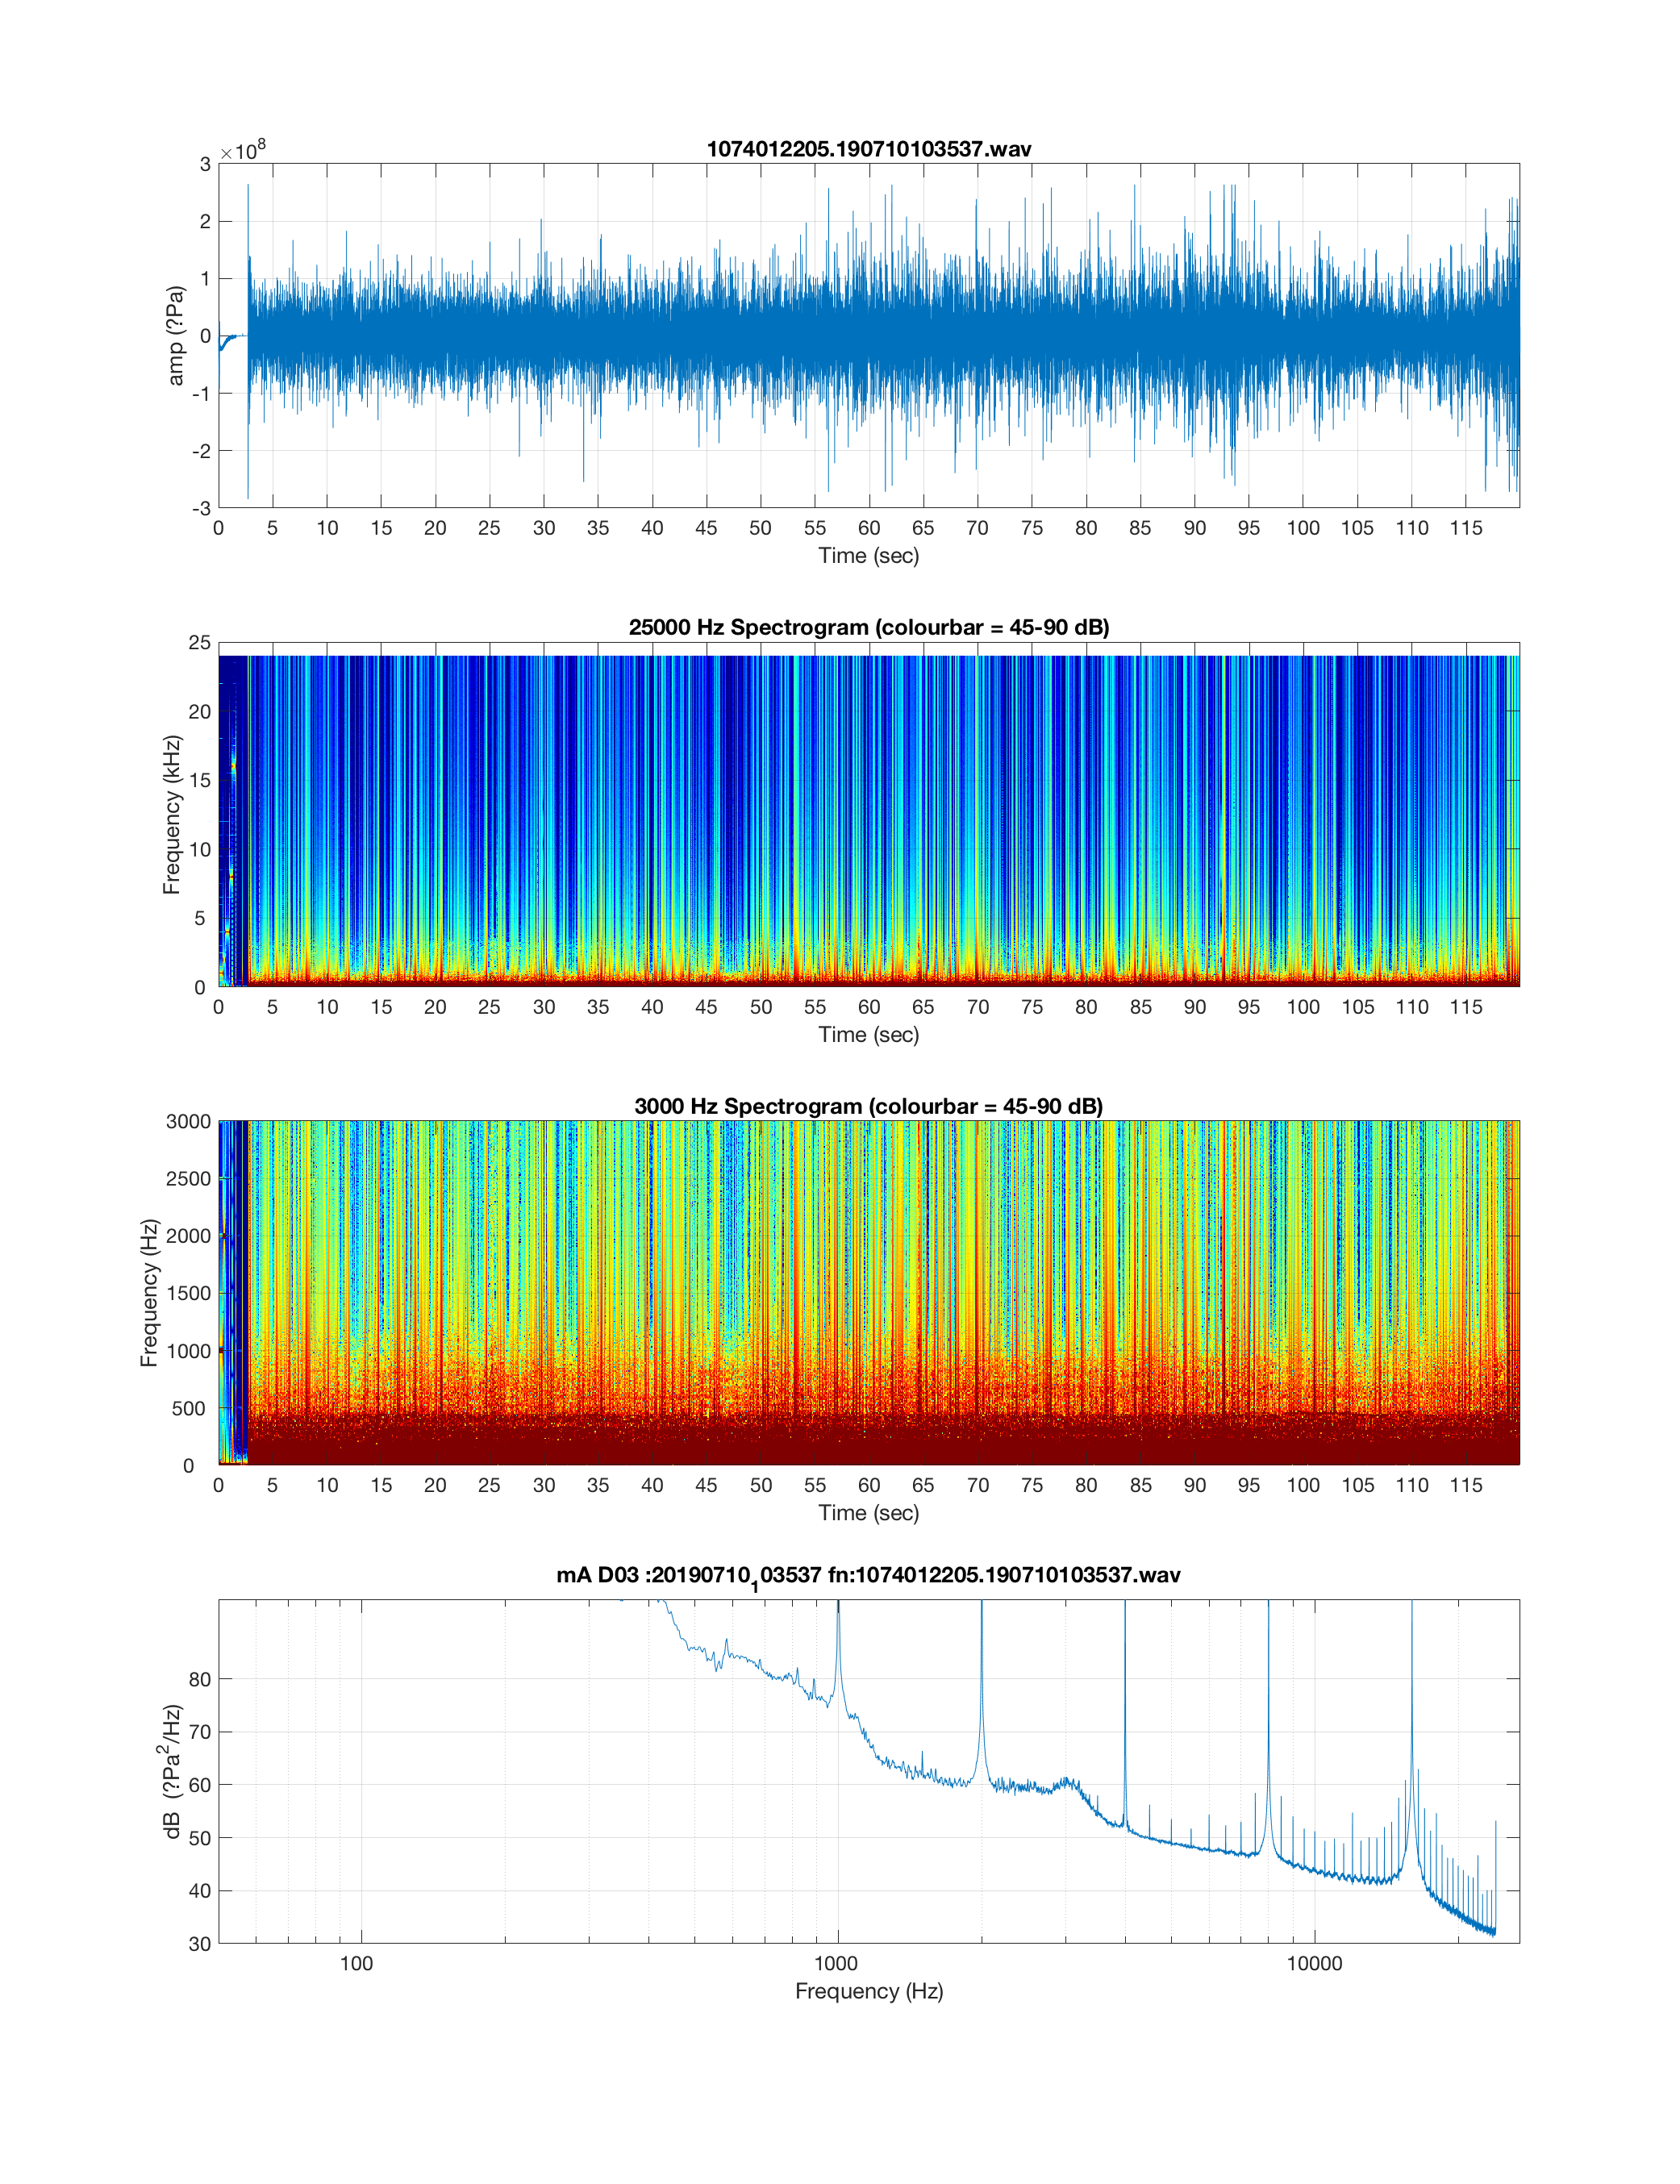 1074012205.190710103537.wav
×10^8
3
2
1
0
-1
-2
-3
amp (?Pa)
0 5 10 15 20 25 30 35 40 45 50 55 60 65 70 75 80 85 90 95 100 105 110 115
Time (sec)
25000 Hz Spectrogram (colourbar = 45-90 dB)
25
20
15
10
5
0
Frequency (kHz)
0 5 10 15 20 25 30 35 40 45 50 55 60 65 70 75 80 85 90 95 100 105 110 115
Time (sec)
3000 Hz Spectrogram (colourbar = 45-90 dB)
3000
2500
2000
1500
1000
500
0
Frequency (Hz)
0 5 10 15 20 25 30 35 40 45 50 55 60 65 70 75 80 85 90 95 100 105 110 115
Time (sec)
mA D03 :20190710_103537 fn:1074012205.190710103537.wav
80
70
60
50
40
30
dB (?Pa^2/Hz)
100 1000 10000
Frequency (Hz)